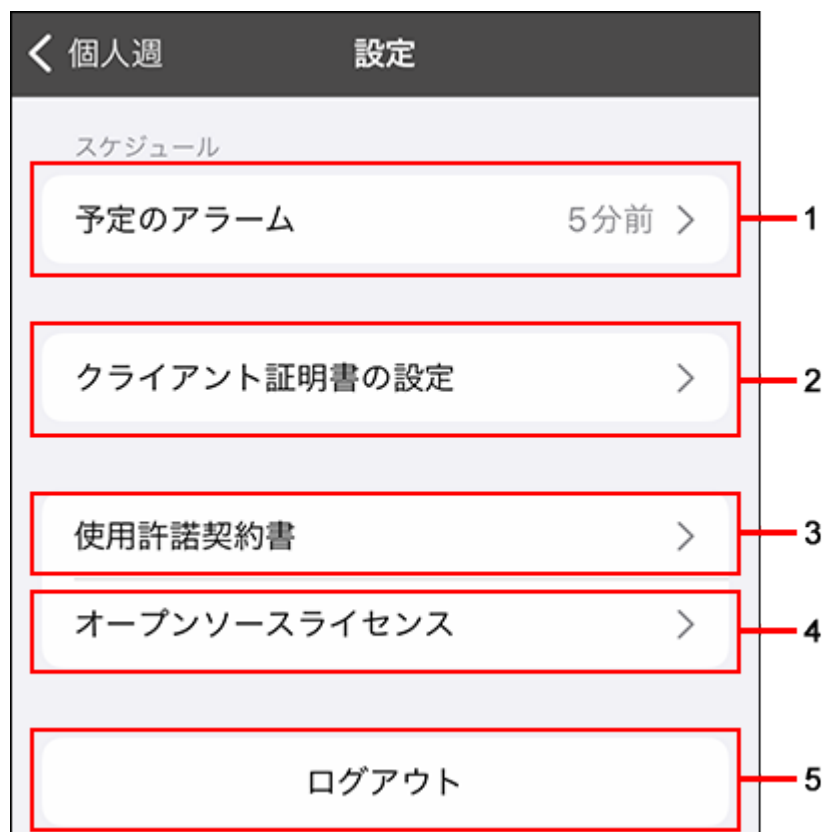 個人週 設定
スケジュール
予定のアラーム 5分前 1
クライアント証明書の設定 2
使用許諾契約書 3
オープンソースライセンス 4
ログアウト 5